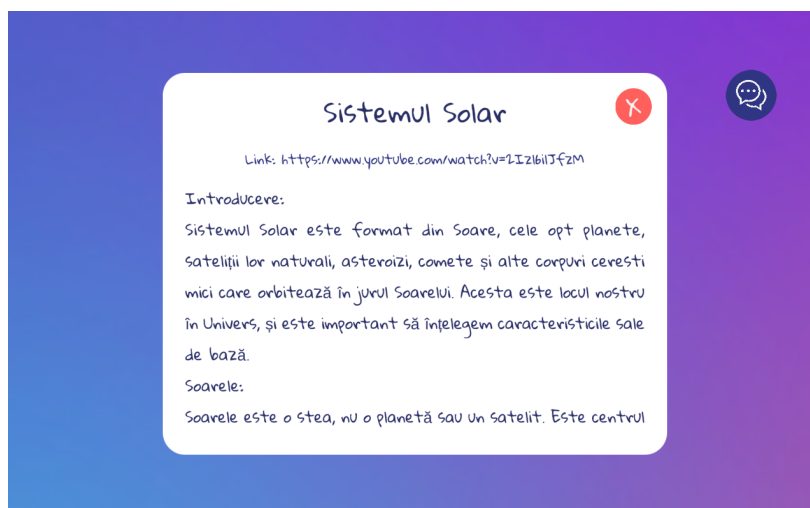 Sistemul Solar
X
Link: https://www.youtube.com/watch?v=2Iz16i1JfzM
Introducere:
Sistemul Solar este format din Soare, cele opt planete,
sateliții lor naturali, asteroizi, comete și alte corpuri ceresti
mici care orbitează în jurul Soarelui. Acesta este locul nostru
în Univers, și este important să înțelegem caracteristicile sale
de bază.
Soarele:
Soarele este o stea, nu o planetă sau un satelit. Este centrul